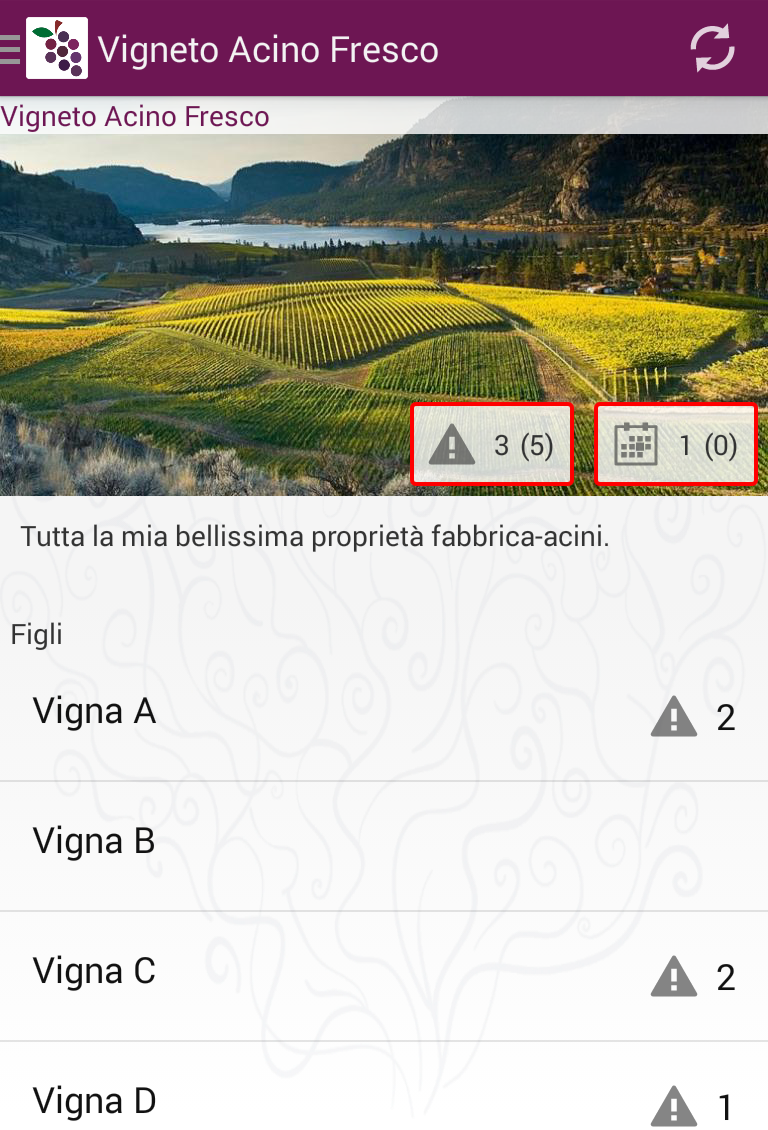 Vigneto Acino Fresco
Vigneto Acino Fresco
3 (5)
1 (0)
Tutta la mia bellissima proprietà fabbrica-acini.
Figli
Vigna A
2
Vigna B
Vigna C
2
Vigna D
1